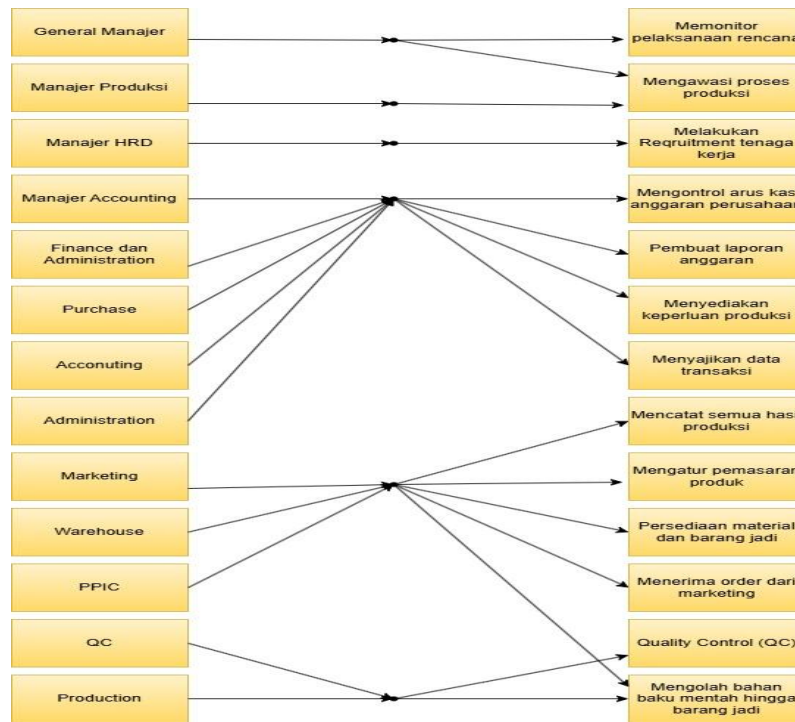 General Manajer
Manajer Produksi
Manajer HRD
Manajer Accounting
Finance dan
Administration
Purchase
Acconuting
Administration
Marketing
Warehouse
PPIC
QC
Production
Memonitor
pelaksanaan rencana
Mengawasi proses
produksi
Melakukan
Reqruitment tenaga
kerja
Mengontrol arus kas
anggaran perusahaan
Pembuat laporan
anggaran
Menyediakan
keperluan produksi
Menyajikan data
transaksi
Mencatat semua hasi
produksi
Mengatur pemasaran
produk
Persediaan material
dan barang jadi
Menerima order dari
marketing
Quality Control (QC)
Mengolah bahan
baku mentah hingga
barang jadi